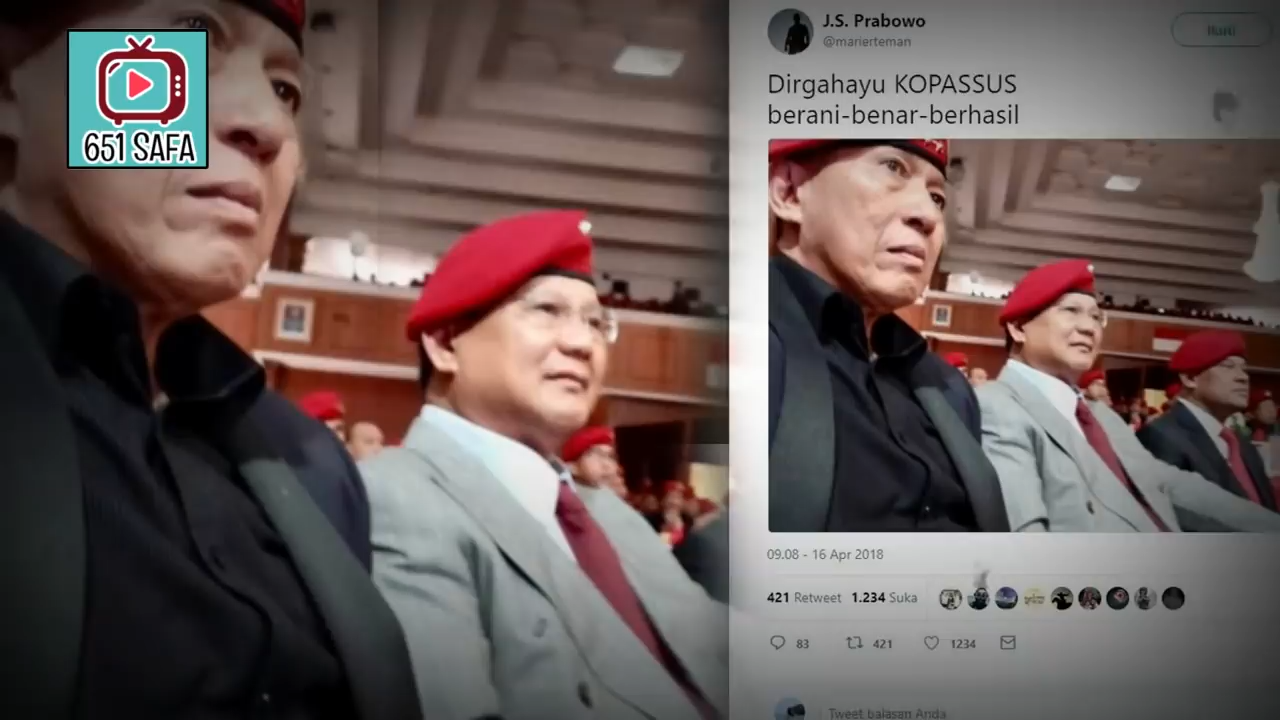 651 SAFA
J.S. Prabowo
@marierteman
Ikuti
Dirgahayu KOPASSUS
berani-benar-berhasil
09.08 - 16 Apr 2018
421 Retweet 1.234 Suka
83 421 1234
Tweet balasan Anda